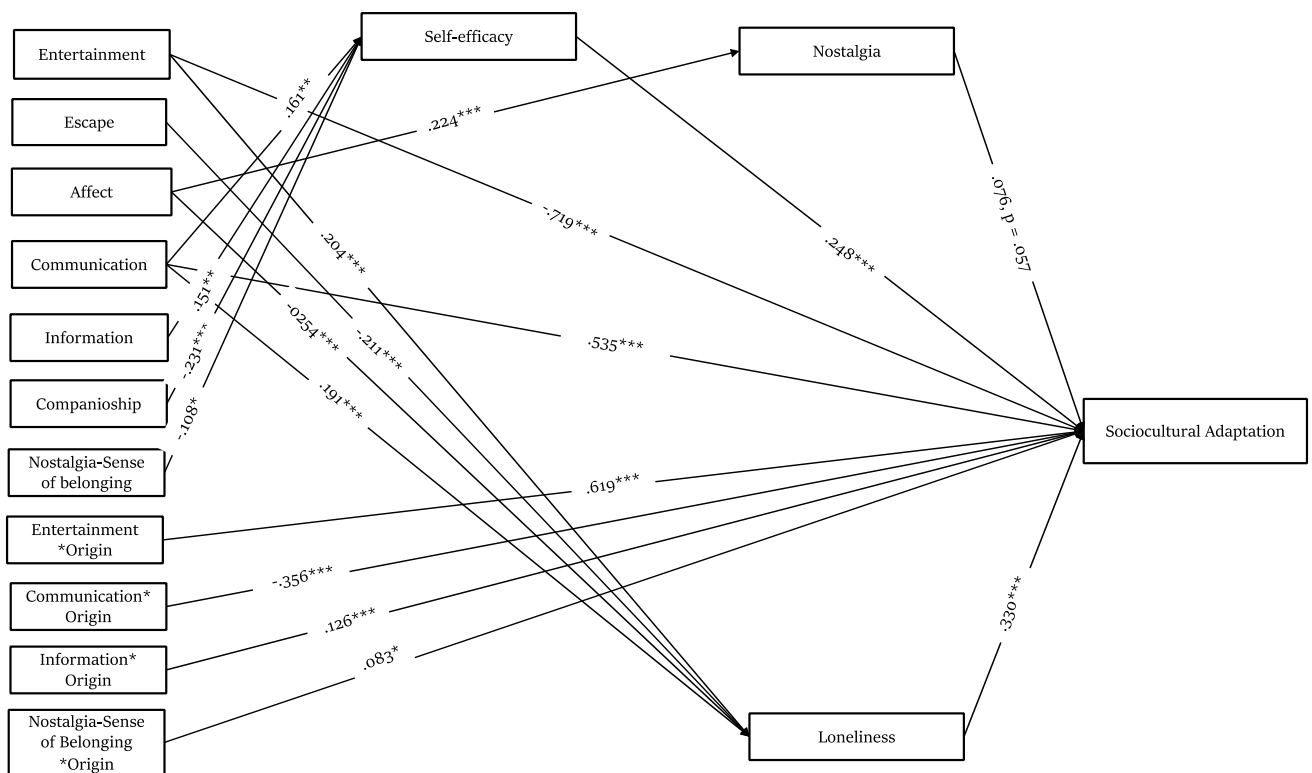 Entertainment
Escape
Affect
Communication
Information
Companioship
Nostalgia-Sense
of belonging
Entertainment
*Origin
Communication*
Origin
Information*
Origin
Nostalgia-Sense
of Belonging
*Origin
Self-efficacy
Nostalgia
Sociocultural Adaptation
Loneliness
.161**
.224***
-.719***
.248***
.076, p = .057
.204***
.151**
-.231***
-.108*
-0254***
-.211***
.191***
.535***
.619***
-.356***
.126***
.083*
.330***